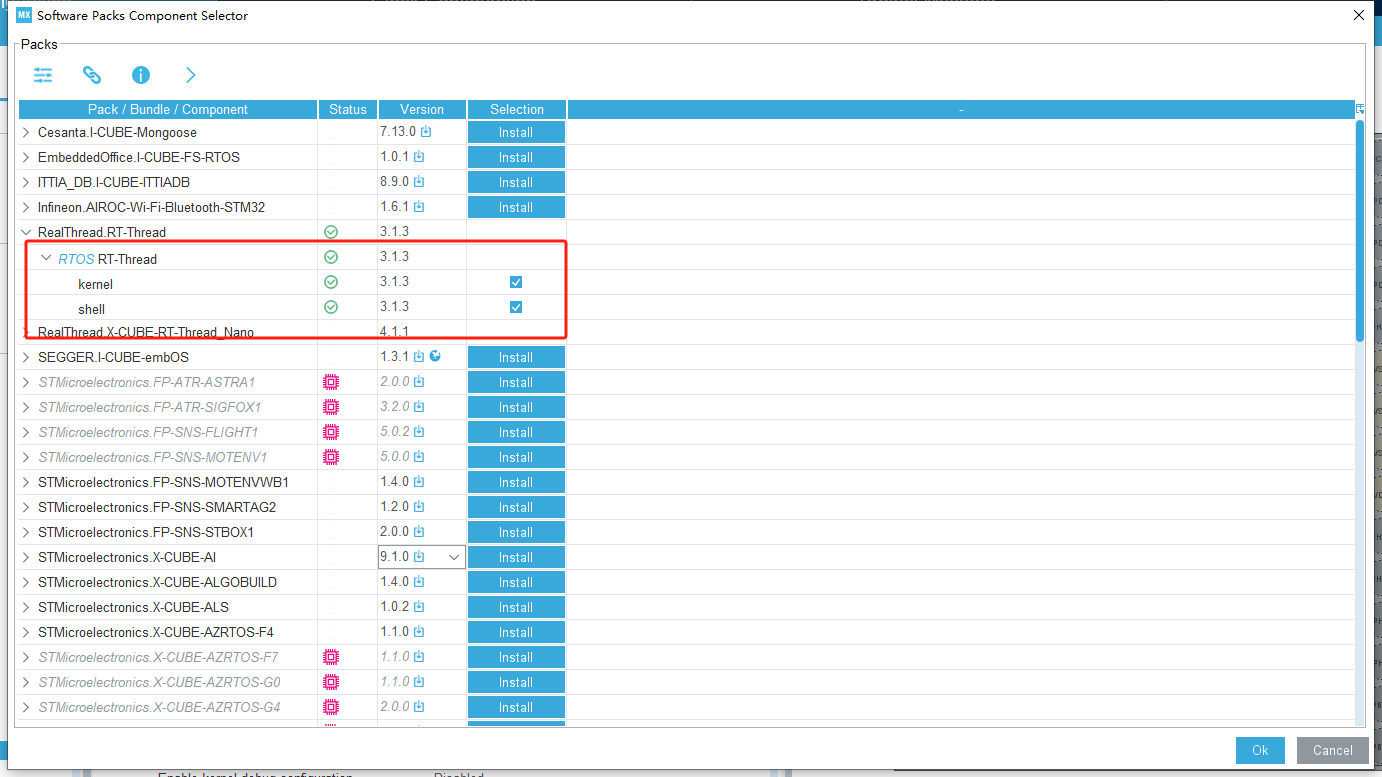 MX Software Packs Component Selector
Packs
Pack / Bundle / Component Status Version Selection -
Cesanta.I-CUBE-Mongoose 7.13.0 Install
EmbeddedOffice.I-CUBE-FS-RTOS 1.0.1 Install
ITTIA_DB.I-CUBE-ITTIADB 8.9.0 Install
Infineon.AIROC-Wi-Fi-Bluetooth-STM32 1.6.1 Install
RealThread.RT-Thread 3.1.3
RTOS RT-Thread 3.1.3
kernel 3.1.3
shell 3.1.3
RealThread.X-CUBE-RT-Thread_Nano 4.1.1
SEGGER.I-CUBE-embOS 1.3.1 Install
STMicroelectronics.FP-ATR-ASTRA1 2.0.0 Install
STMicroelectronics.FP-ATR-SIGFOX1 3.2.0 Install
STMicroelectronics.FP-SNS-FLIGHT1 5.0.2 Install
STMicroelectronics.FP-SNS-MOTENV1 5.0.0 Install
STMicroelectronics.FP-SNS-MOTENVWB1 1.4.0 Install
STMicroelectronics.FP-SNS-SMARTAG2 1.2.0 Install
STMicroelectronics.FP-SNS-STBOX1 2.0.0 Install
STMicroelectronics.X-CUBE-AI 9.1.0 Install
STMicroelectronics.X-CUBE-ALGOBUILD 1.4.0 Install
STMicroelectronics.X-CUBE-ALS 1.0.2 Install
STMicroelectronics.X-CUBE-AZRTOS-F4 1.1.0 Install
STMicroelectronics.X-CUBE-AZRTOS-F7 1.1.0 Install
STMicroelectronics.X-CUBE-AZRTOS-G0 1.1.0 Install
STMicroelectronics.X-CUBE-AZRTOS-G4 2.0.0 Install
Ok Cancel
Enable kernel debug configuration Disabled